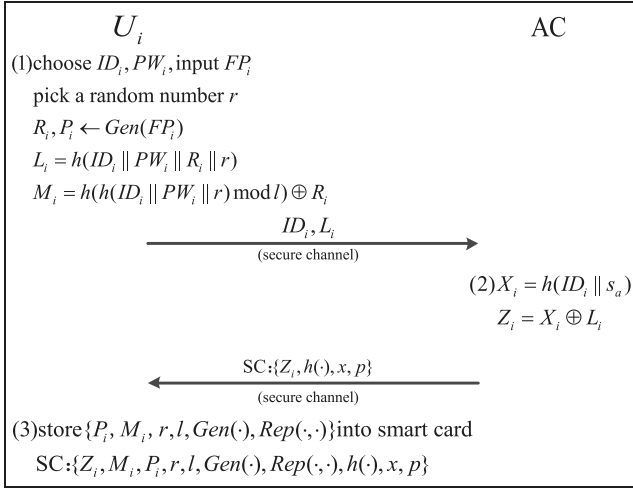 U_i AC
(1)choose ID_i, PW_i, input FP_i
pick a random number r
R_i, P_i ← Gen(FP_i)
L_i = h(ID_i || PW_i || R_i || r)
M_i = h(h(ID_i || PW_i || r) mod l) ⊕ R_i
ID_i, L_i
(secure channel)
(2) X_i = h(ID_i || s_a)
Z_i = X_i ⊕ L_i
SC:{Z_i, h(·), x, p}
(secure channel)
(3)store{P_i, M_i, r, l, Gen(·), Rep(·,·)}into smart card
SC:{Z_i, M_i, P_i, r, l, Gen(·), Rep(·,·), h(·), x, p}